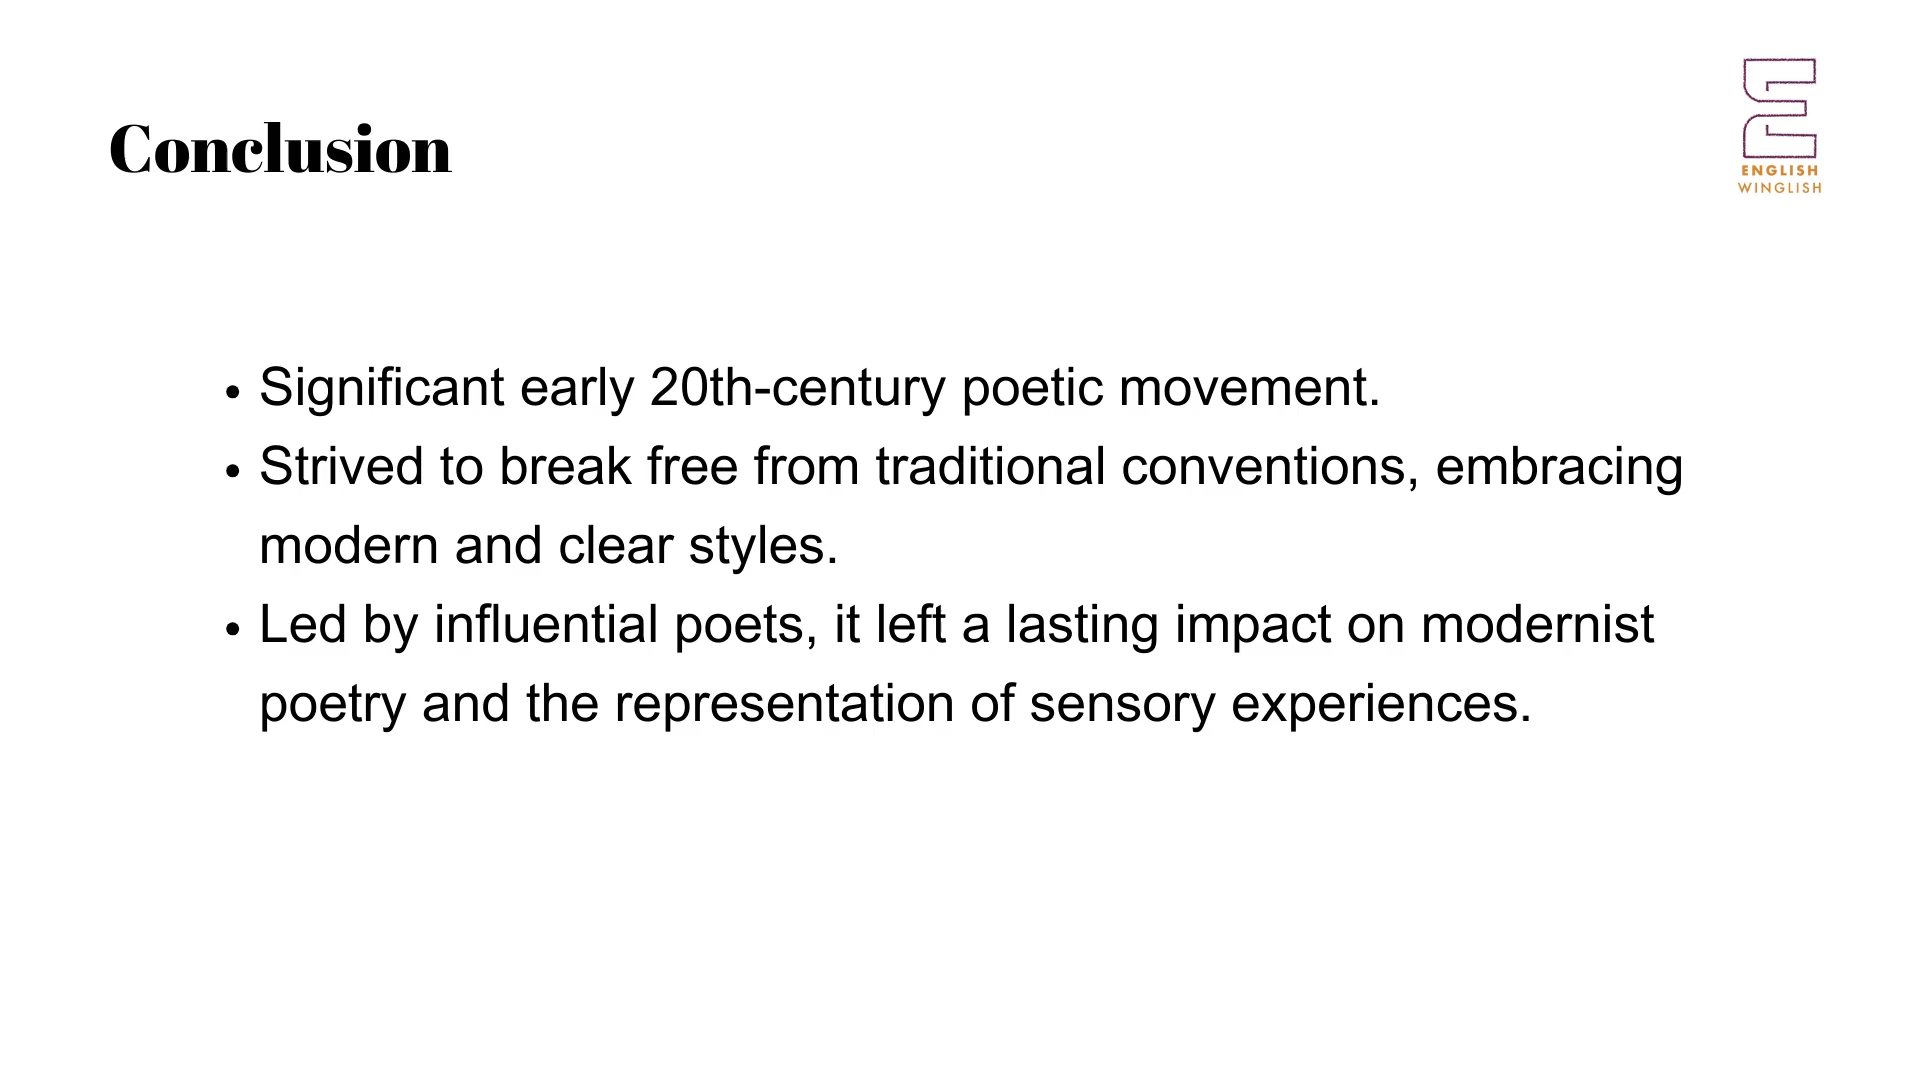 Conclusion
ENGLISH
WINGLISH
• Significant early 20th-century poetic movement.
• Strived to break free from traditional conventions, embracing
modern and clear styles.
• Led by influential poets, it left a lasting impact on modernist
poetry and the representation of sensory experiences.